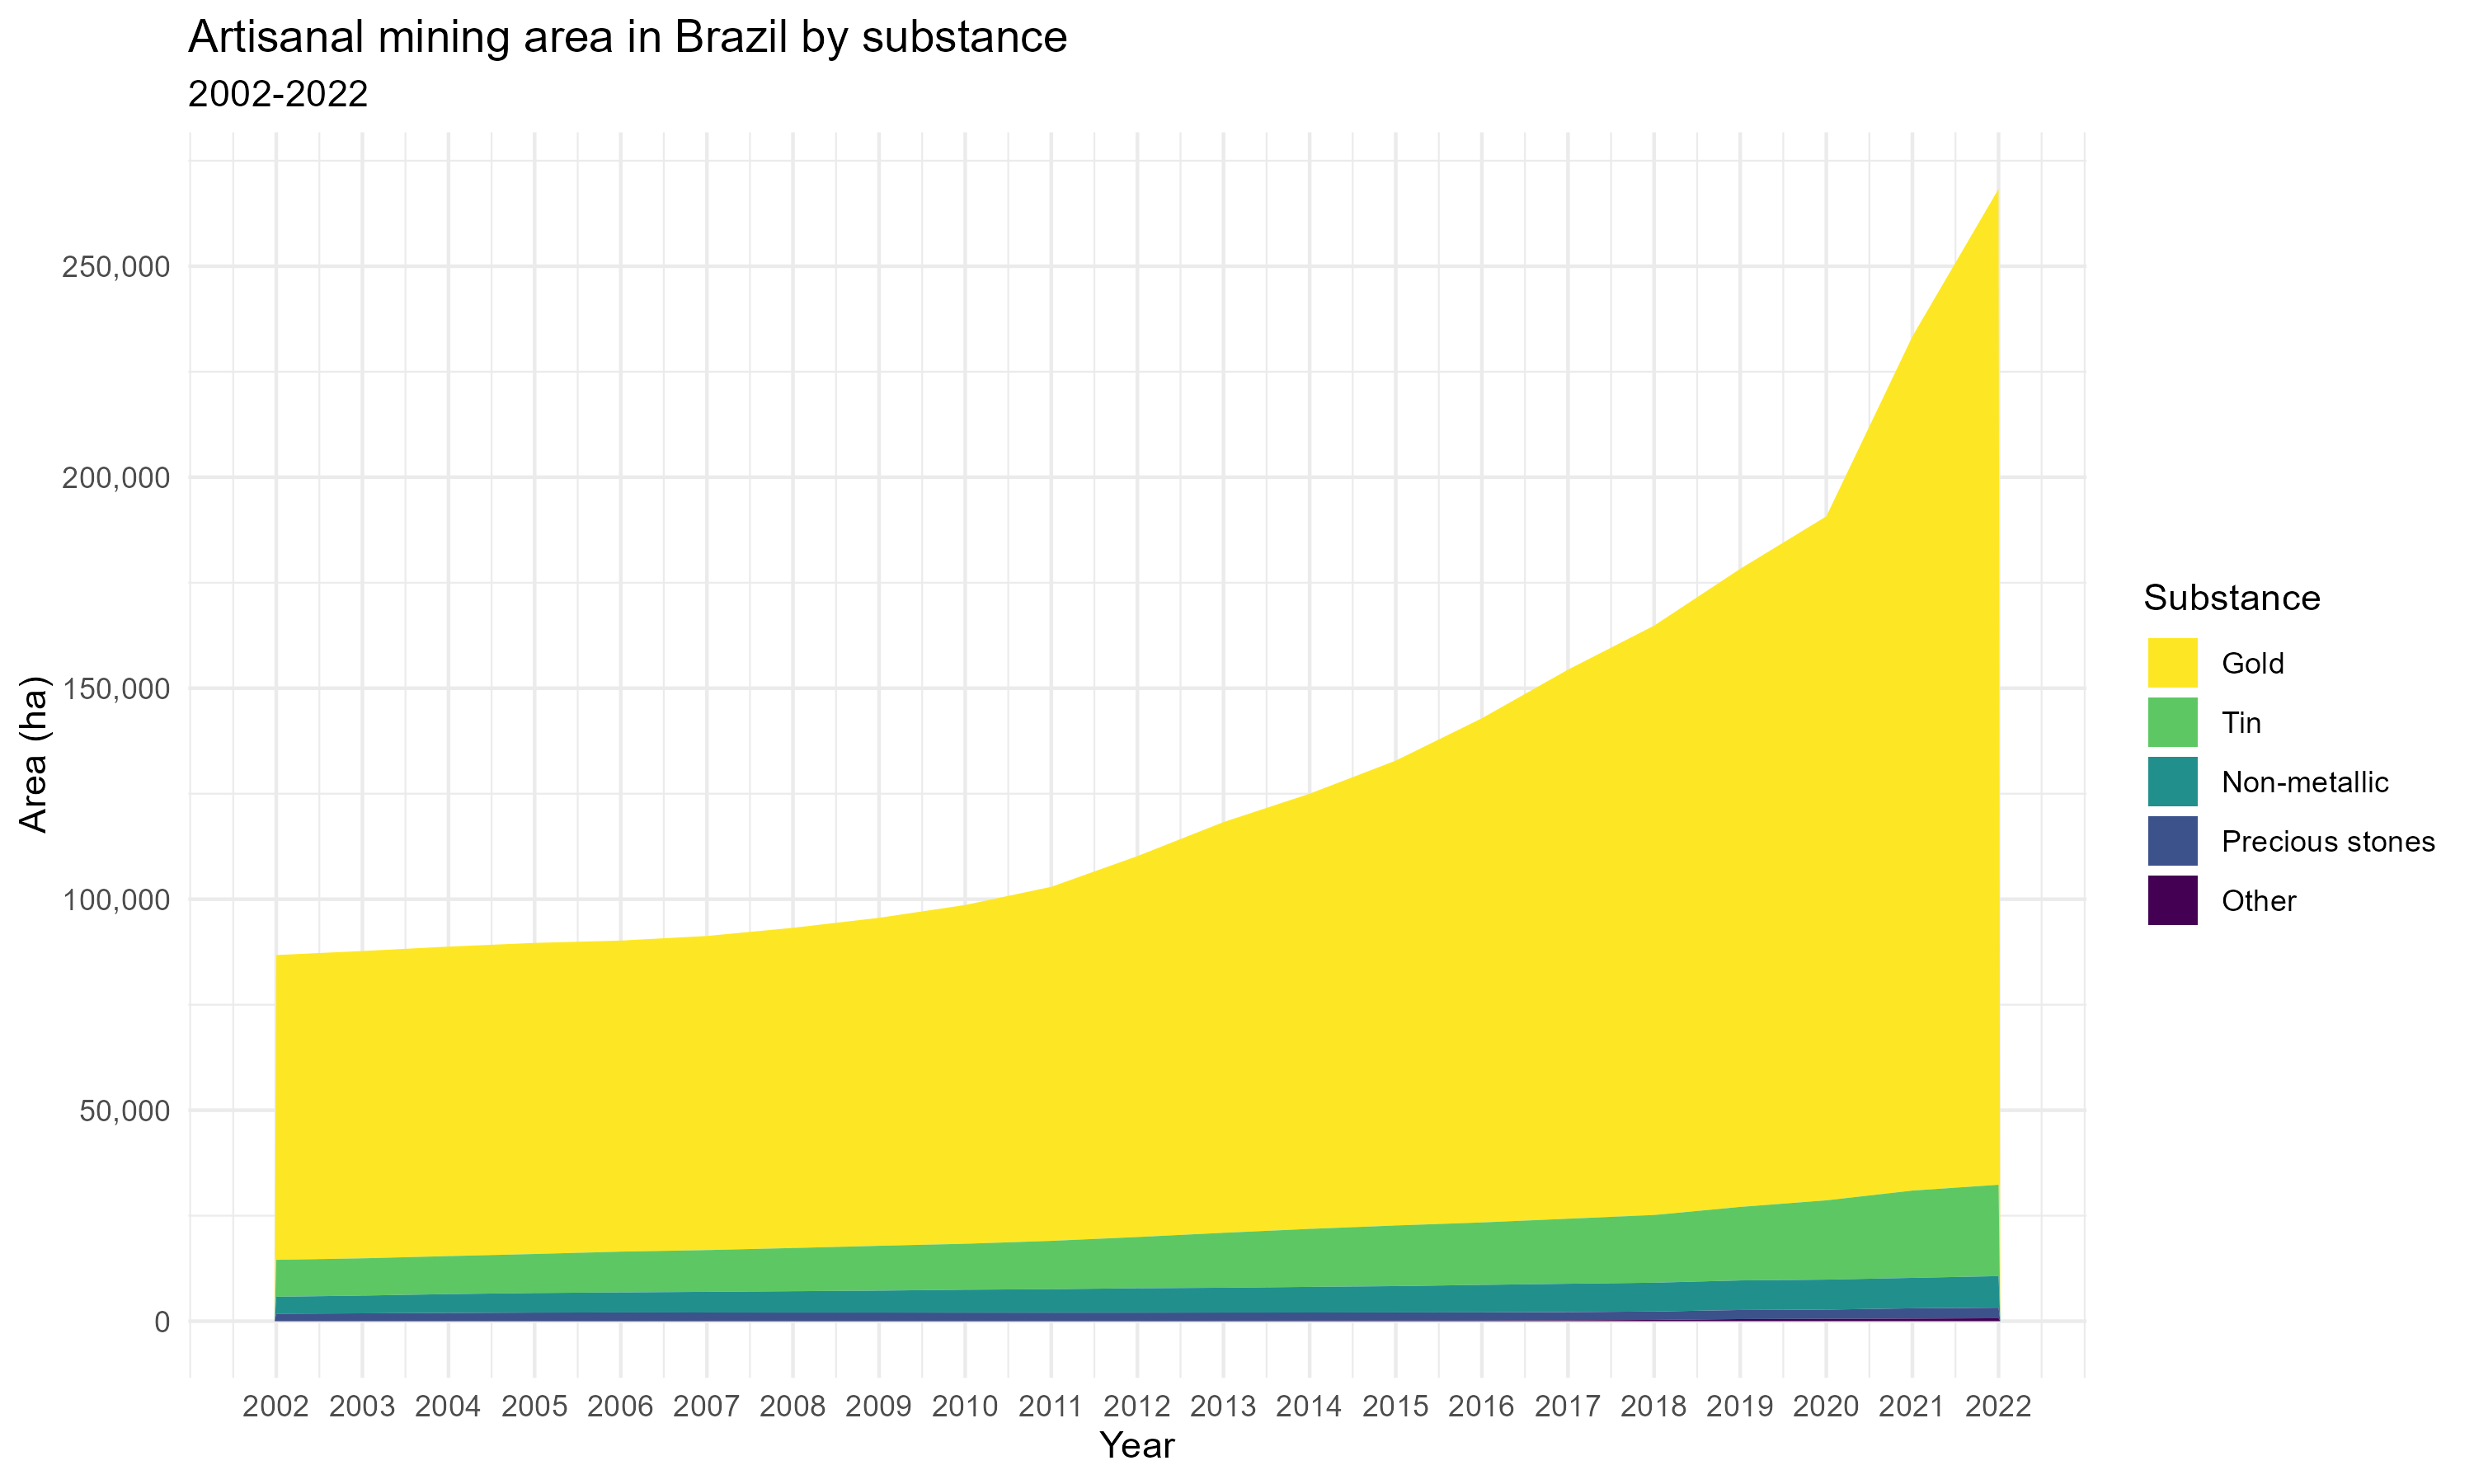 Artisanal mining area in Brazil by substance
2002-2022
Area (ha)
250,000
200,000
150,000
100,000
50,000
0
2002 2003 2004 2005 2006 2007 2008 2009 2010 2011 2012 2013 2014 2015 2016 2017 2018 2019 2020 2021 2022
Year
Substance
Gold
Tin
Non-metallic
Precious stones
Other